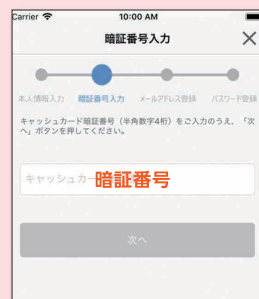 Carrier 10:00 AM
暗証番号入力
本人情報入力 暗証番号入力 メールアドレス登録 パスワード登録
キャッシュカード暗証番号（半角数字4桁）をご入力のうえ、「次
へ」ボタンを押してください。
キャッシュカー
暗証番号
次へ